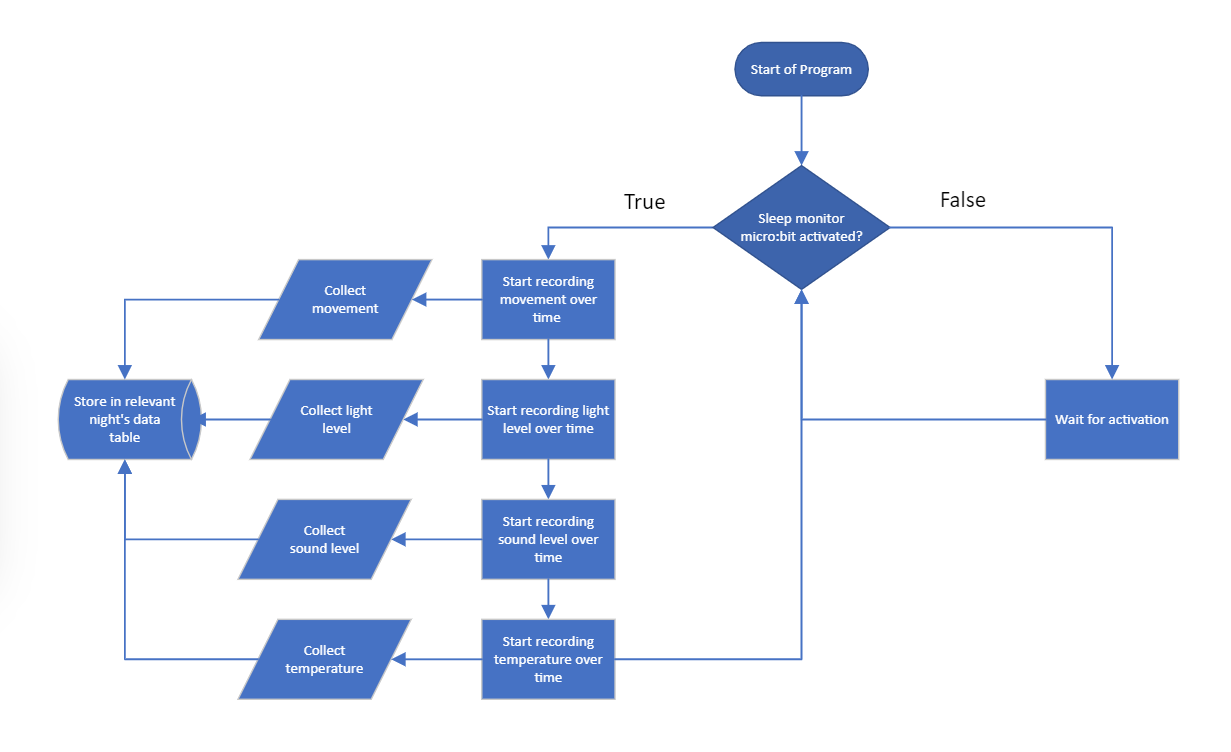 Start of Program
Sleep monitor
micro:bit activated?
True
False
Start recording
movement over
time
Collect
movement
Store in relevant
night's data
table
Collect light
level
Start recording light
level over time
Wait for activation
Collect
sound level
Start recording
sound level over
time
Collect
temperature
Start recording
temperature over
time